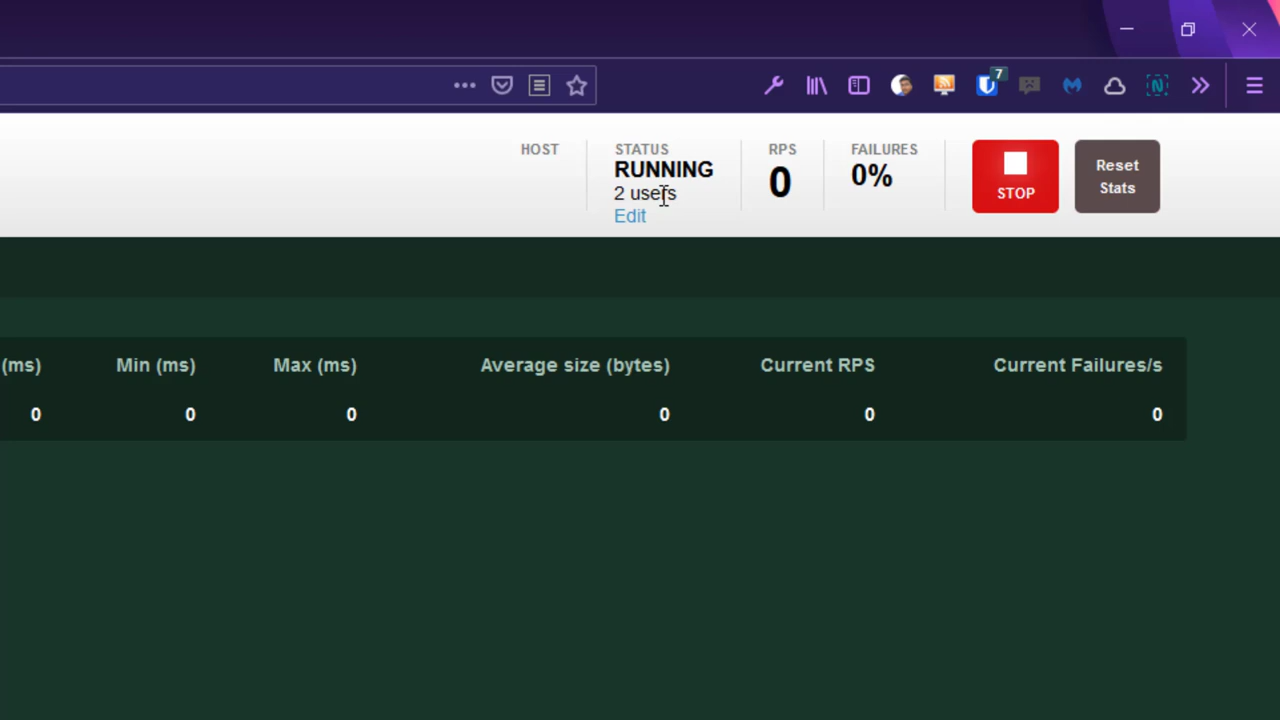 7
HOST
STATUS
RUNNING
2 users
Edit
RPS
0
FAILURES
0%
STOP
Reset
Stats
(ms) Min (ms) Max (ms) Average size (bytes) Current RPS Current Failures/s
0 0 0 0 0 0